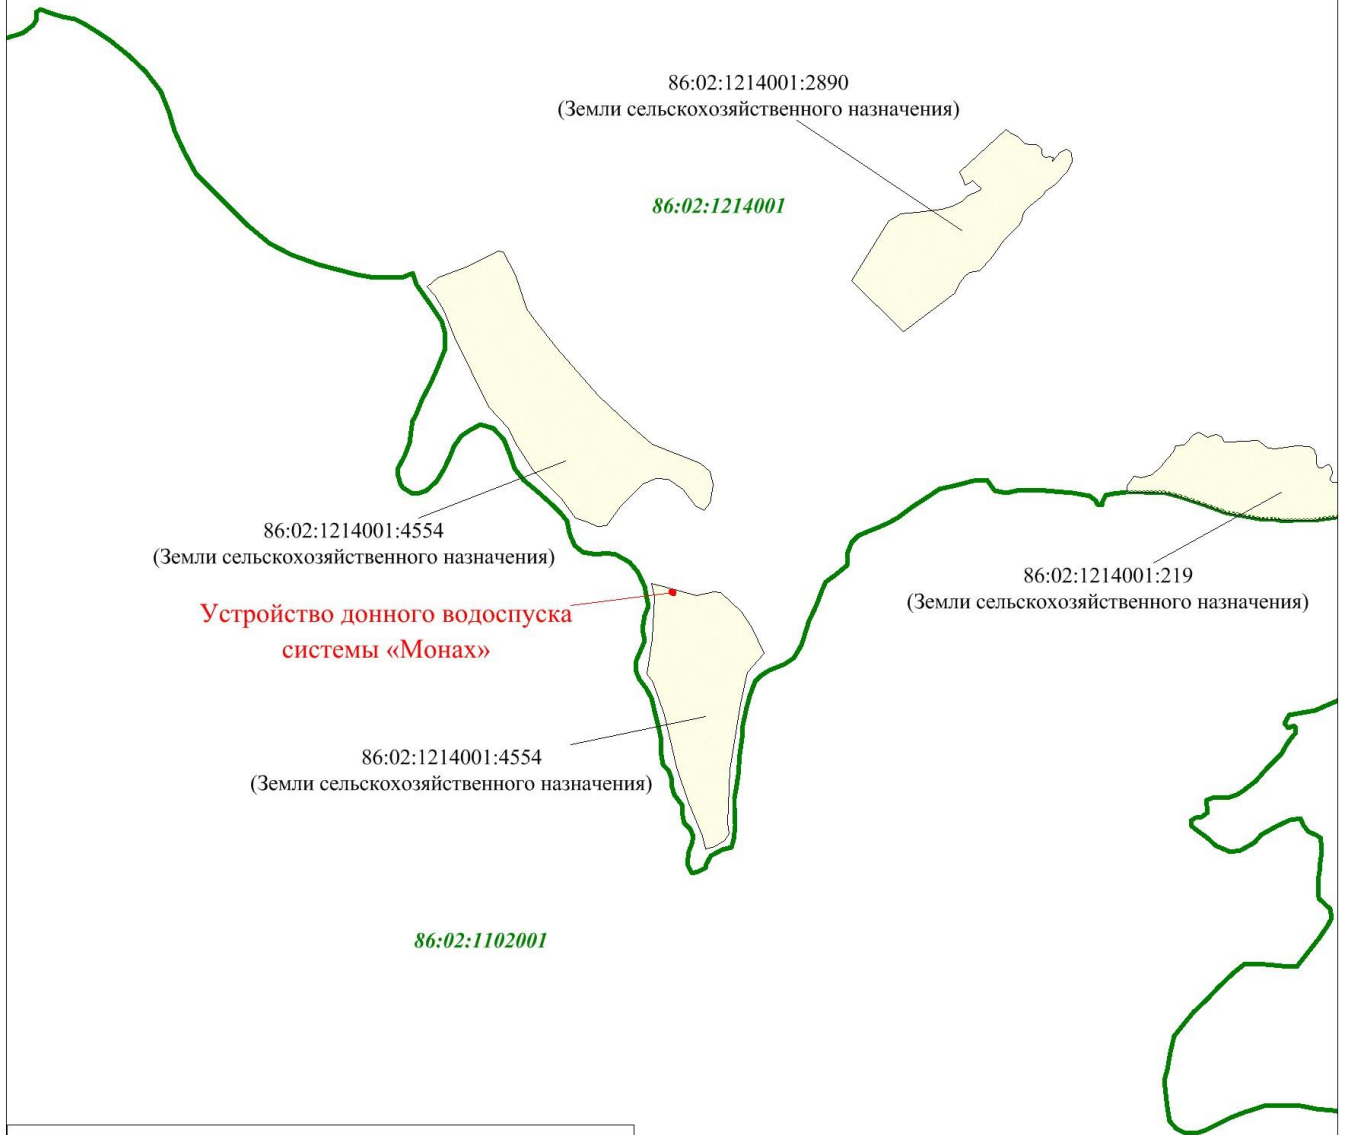 86:02:1214001:2890
(Земли сельскохозяйственного назначения)
86:02:1214001
86:02:1214001:4554
(Земли сельскохозяйственного назначения)
86:02:1214001:219
(Земли сельскохозяйственного назначения)
Устройство донного водоспуска
системы «Монах»
86:02:1214001:4554
(Земли сельскохозяйственного назначения)
86:02:1102001